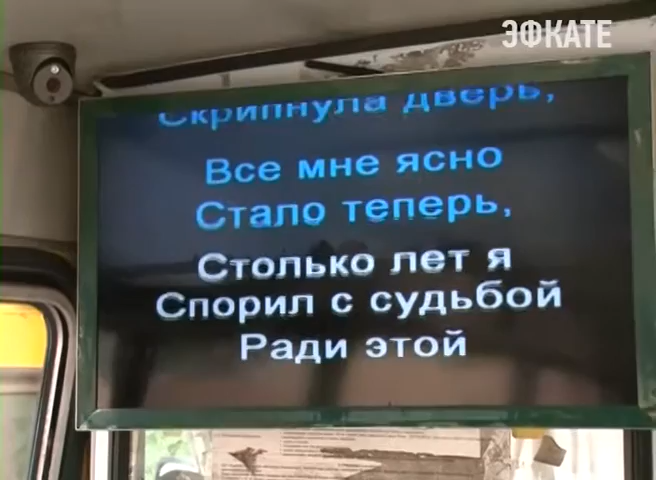 ЭФКАТЕ
Скрипнула дверь,
Все мне ясно
Стало теперь,
Столько лет я
Спорил с судьбой
Ради этой